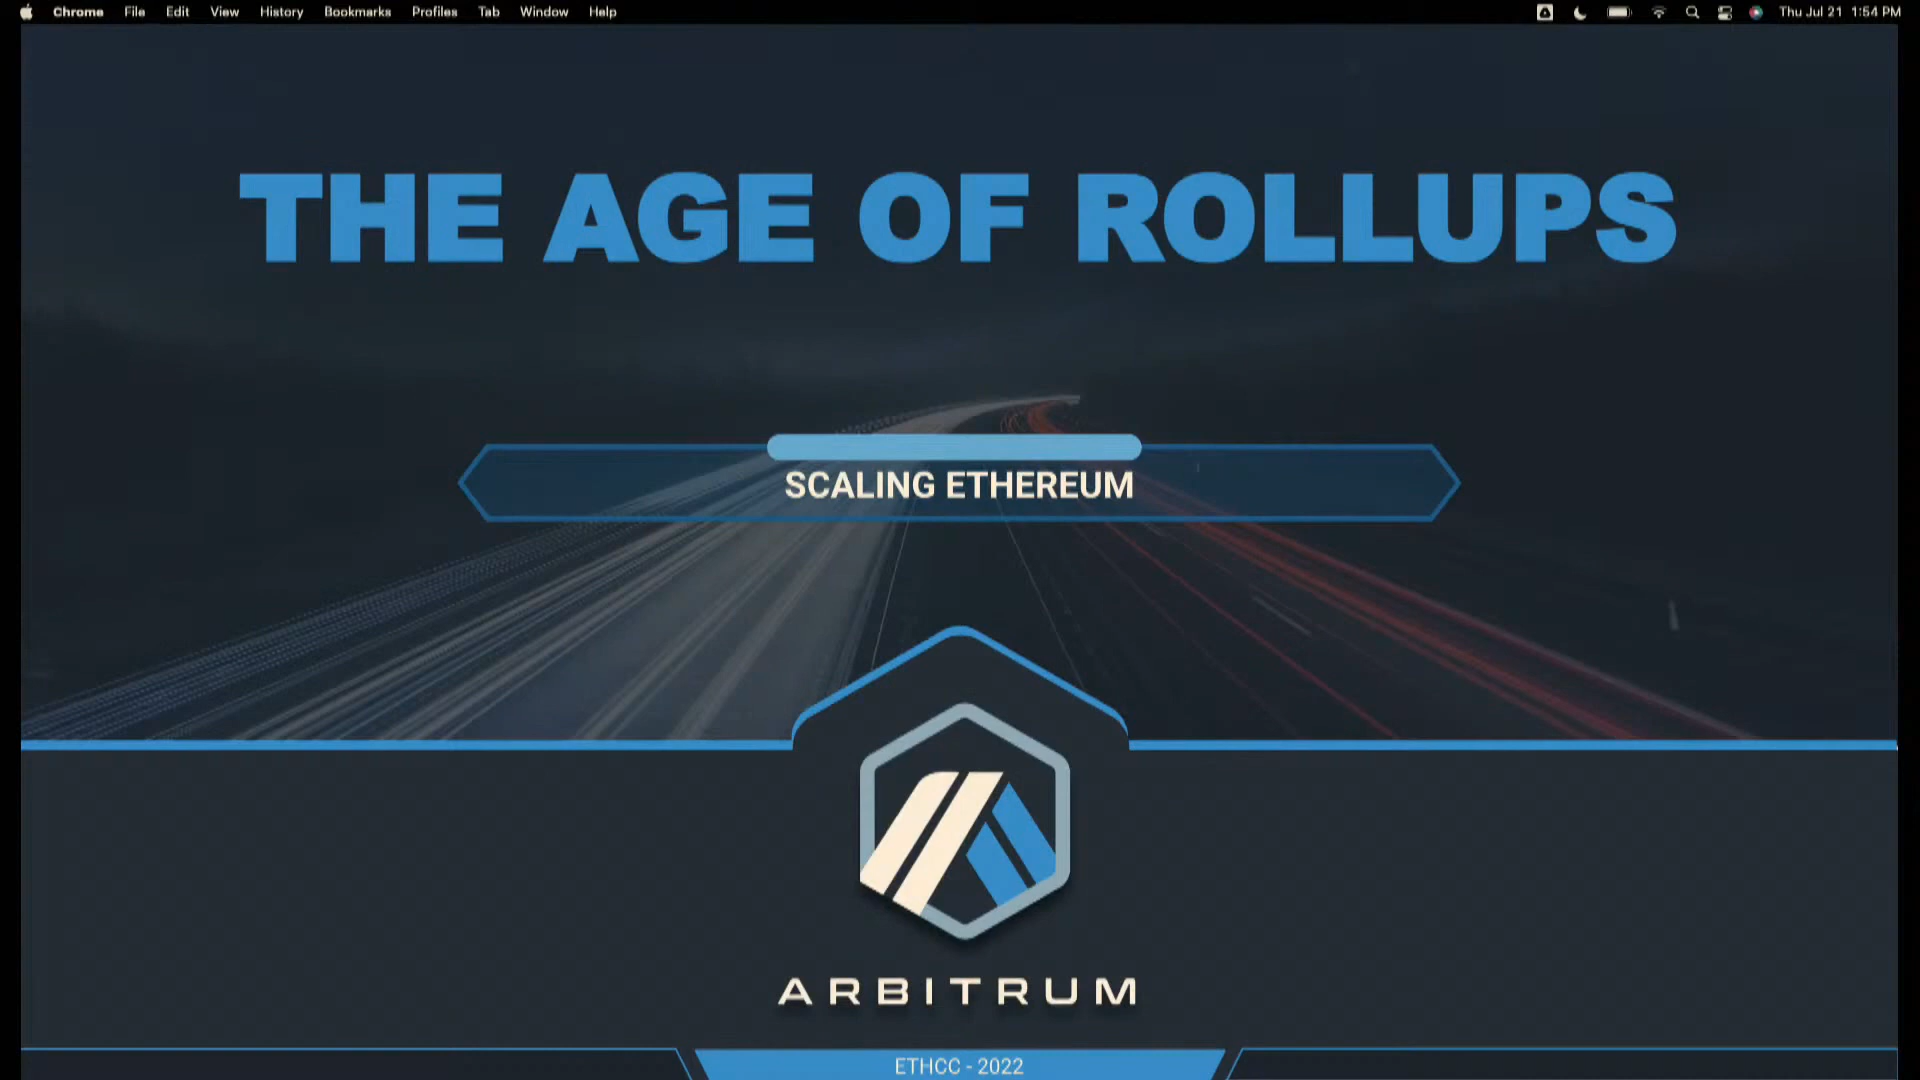 Chrome File Edit View History Bookmarks Profiles Tab Window Help Thu Jul 21 1:54 PM
THE AGE OF ROLLUPS
SCALING ETHEREUM
ARBITRUM
ETHCC - 2022